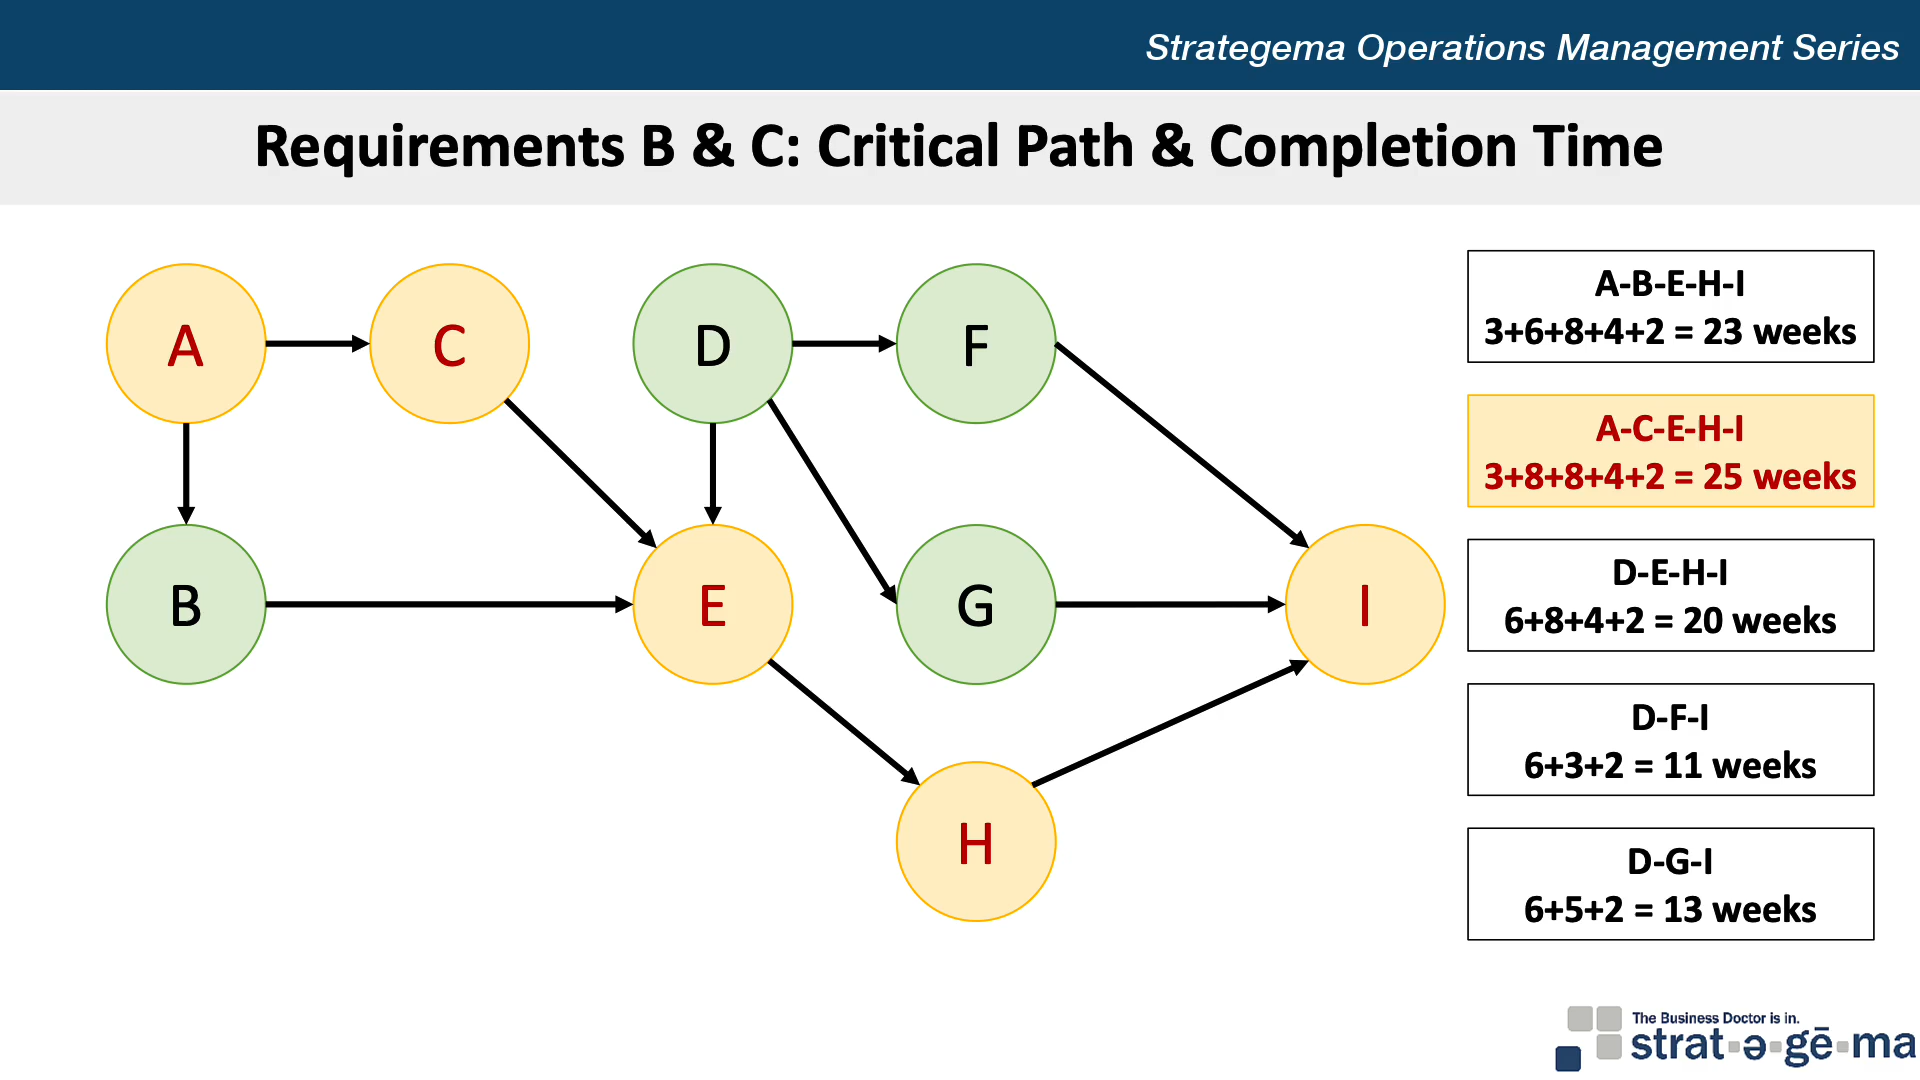 Strategema Operations Management Series
Requirements B & C: Critical Path & Completion Time
A
C
D
F
B
E
G
I
H
A-B-E-H-I
3+6+8+4+2 = 23 weeks
A-C-E-H-I
3+8+8+4+2 = 25 weeks
D-E-H-I
6+8+4+2 = 20 weeks
D-F-I
6+3+2 = 11 weeks
D-G-I
6+5+2 = 13 weeks
The Business Doctor is in.
strat▪ə▪gē▪ma